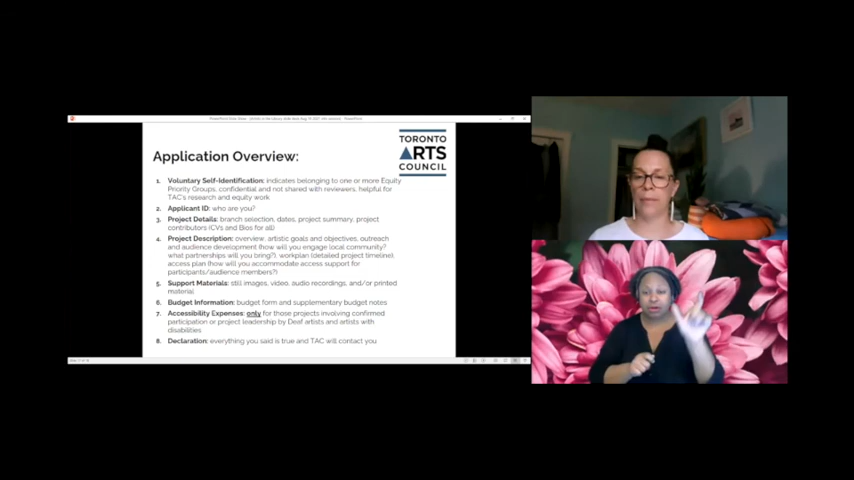 TORONTO
ARTS
COUNCIL
Application Overview:
1. Voluntary Self-Identification: indicates belonging to one or more Equity
Priority Groups, confidential and not shared with reviewers, helpful for
TAC's research and equity work
2. Applicant ID: who are you?
3. Project Details: branch selection, dates, project summary, project
contributors (CVs and Bios for all)
4. Project Description: overview, artistic goals and objectives, outreach
and audience development (how will you engage local community?
what partnerships will you bring?), workplan (detailed project timeline),
access plan (how will you accommodate access support for
participants/audience members?)
5. Support Materials: still images, video, audio recordings, and/or printed
material
6. Budget Information: budget form and supplementary budget notes
7. Accessibility Expenses: only for those projects involving confirmed
participation or project leadership by Deaf artists and artists with
disabilities
8. Declaration: everything you said is true and TAC will contact you